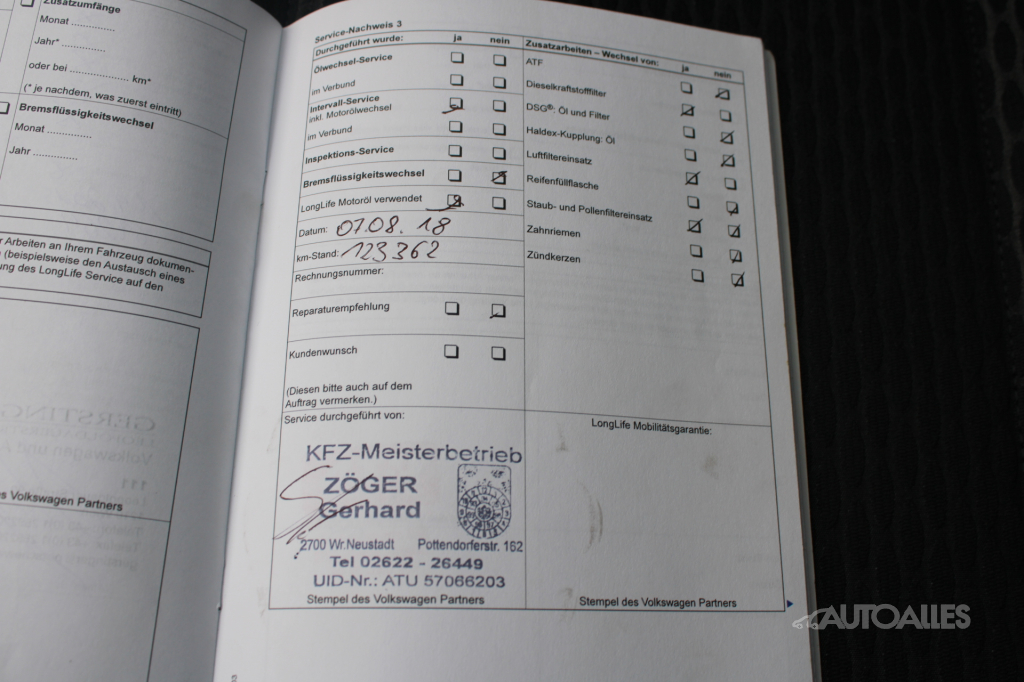 Zusatzumfänge
Monat ..............
Jahr* ..............
oder bei ................... km*
(* je nachdem, was zuerst eintritt)
Bremsflüssigkeitswechsel
Monat ..............
Jahr ..............
Arbeiten an Ihrem Fahrzeug dokumen-
(beispielsweise den Austausch eines
des LongLife Service auf den
Volkswagen Partners
Service-Nachweis 3
Durchgeführt wurde: ja nein
Ölwechsel-Service
im Verbund
Intervall-Service
inkl. Motorölwechsel
im Verbund
Inspektions-Service
Bremsflüssigkeitswechsel
LongLife Motoröl verwendet
Datum: 07.08.18
km-Stand: 123362
Rechnungsnummer:
Reparaturempfehlung
Kundenwunsch
(Diesen bitte auch auf dem
Auftrag vermerken.)
Zusatzarbeiten – Wechsel von: ja nein
ATF
Dieselkraftstofffilter
DSG®: Öl und Filter
Haldex-Kupplung: Öl
Luftfiltereinsatz
Reifenfüllflasche
Staub- und Pollenfiltereinsatz
Zahnriemen
Zündkerzen
Service durchgeführt von:
KFZ-Meisterbetrieb
ZÖGER
Gerhard
2700 Wr.Neustadt Pottendorferstr. 162
Tel 02622 - 26449
UID-Nr.: ATU 57066203
Stempel des Volkswagen Partners
LongLife Mobilitätsgarantie:
Stempel des Volkswagen Partners
AUTOALLES